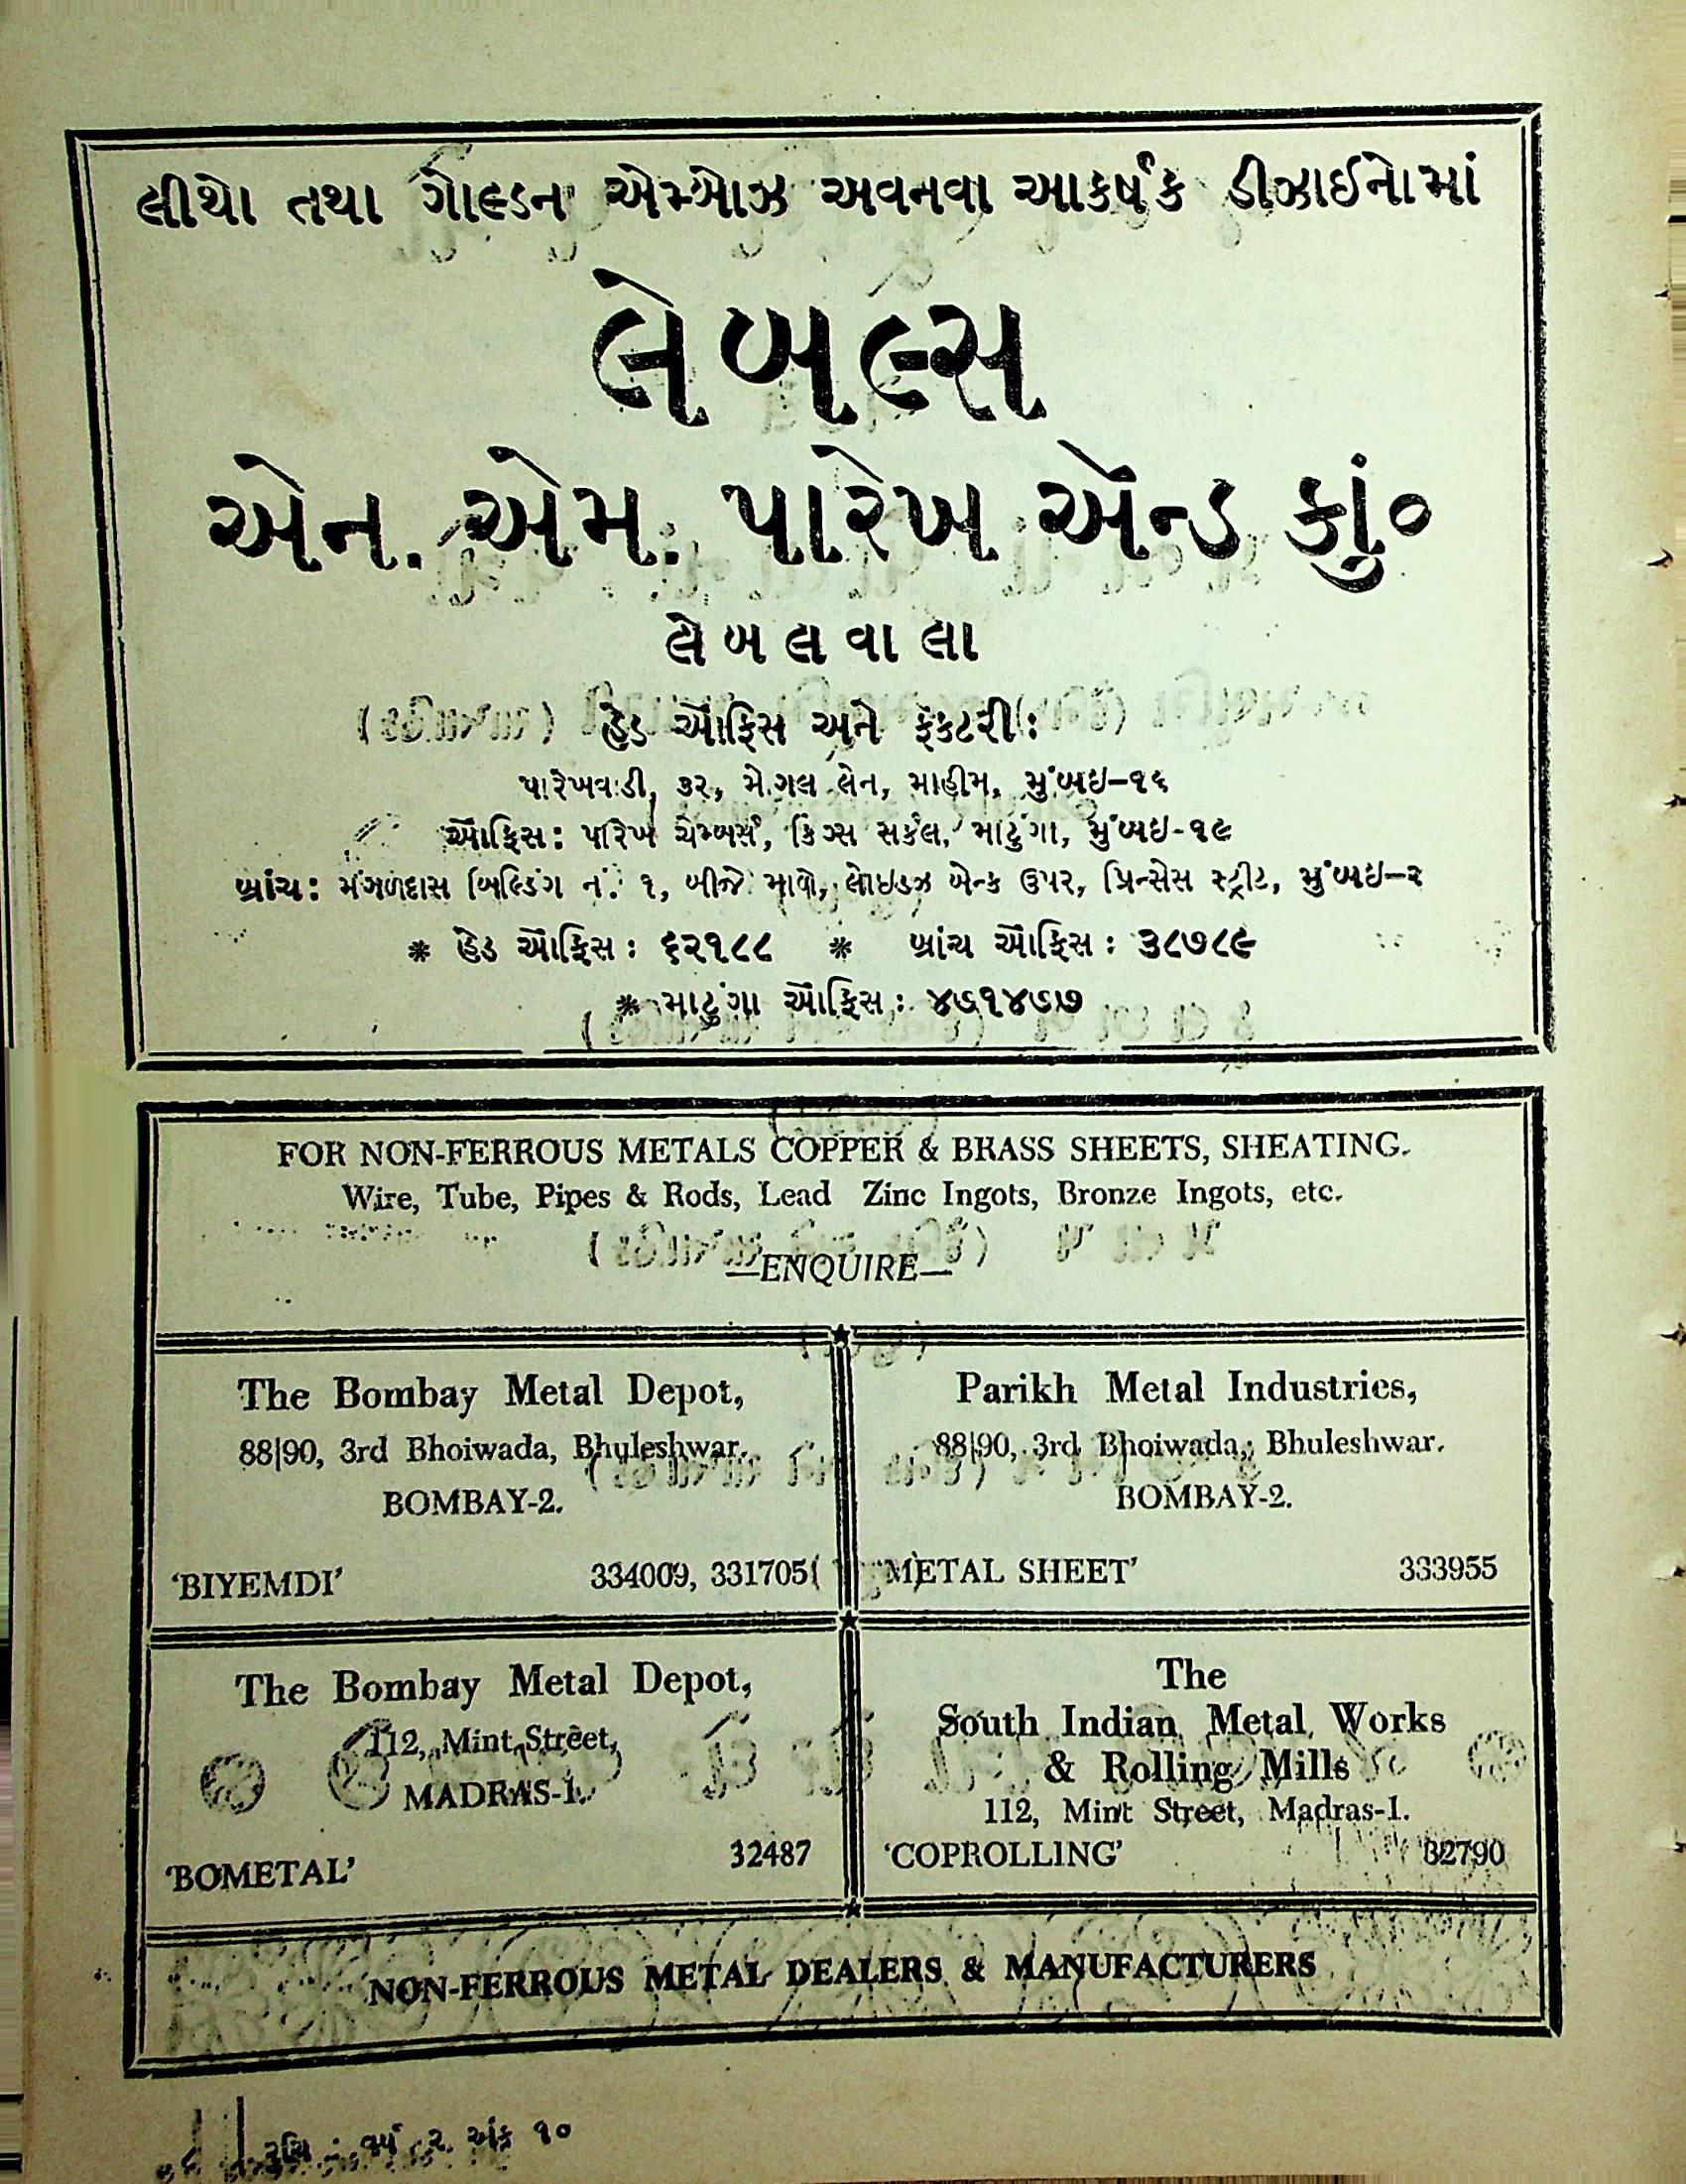 લીથો તથા ગોલ્ડન એમ્બોઝ અવનવા આકર્ષક ડીઝાઈનોમાં
લેબલ્સ
એન. એમ. પારેખ ઍન્ડ કાું૦
લેબલવાલા
હેડ ઑફિસ અને ફૅકટરી:
પારેખવાડી, ૩૨, મોગલ લેન, માહીમ, મુંબઇ–૧૬
ઑફિસ: પારેખ ચેમ્બર્સ, કિંગ્સ સર્કલ, માટુંગા, મુંબઇ-૧૯
બ્રાંચ: મંગળદાસ બિલ્ડિંગ નં. ૧, બીજે માળે, લોઇડ્ઝ બેન્ક ઉપર, પ્રિન્સેસ સ્ટ્રીટ, મુંબઇ–૨
* હેડ ઑફિસ: ૬૨૧૮૮ * બ્રાંચ ઑફિસ: ૩૮૭૮૯
* માટુંગા ઑફિસ:
FOR NON-FERROUS METALS COPPER & BRASS SHEETS, SHEATING.
Wire, Tube, Pipes & Rods, Lead Zinc Ingots, Bronze Ingots, etc.
—ENQUIRE—
The Bombay Metal Depot,
88|90, 3rd Bhoiwada, Bhuleshwar.
BOMBAY-2.
'BIYEMDI' 334009, 331705
Parikh Metal Industries,
88|90, 3rd Bhoiwada, Bhuleshwar.
BOMBAY-2.
'METAL SHEET' 333955
The Bombay Metal Depot,
112, Mint Street,
MADRAS-1.
'BOMETAL' 32487
The
South Indian Metal Works
& Rolling Mills
112, Mint Street, Madras-1.
'COPROLLING' 32790
NON-FERROUS METAL DEALERS & MANUFACTURERS
વર્ષ ૨ અંક ૧૦